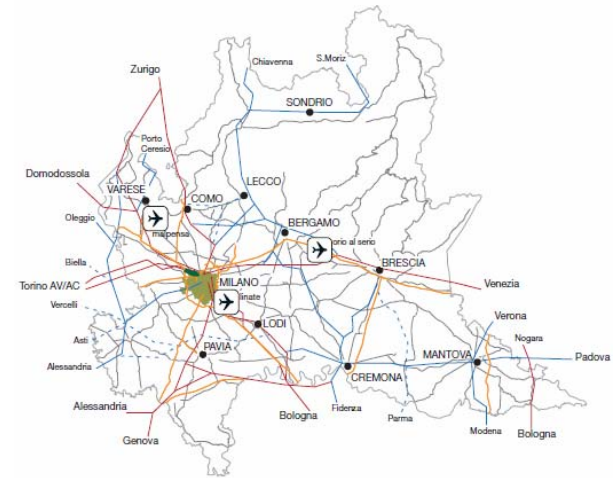 Chiavenna
S.Moriz
Zurigo
SONDRIO
Porto
Ceresio
Domodossola
VARESE
LECCO
COMO
Oleggio
malpensa
BERGAMO
orio al serio
Biella
BRESCIA
Torino AV/AC
MILANO
Venezia
linate
Vercelli
LODI
Verona
Asti
Nogara
PAVIA
MANTOVA
Padova
Alessandria
CREMONA
Alessandria
Bologna
Fidenza
Parma
Modena
Bologna
Genova